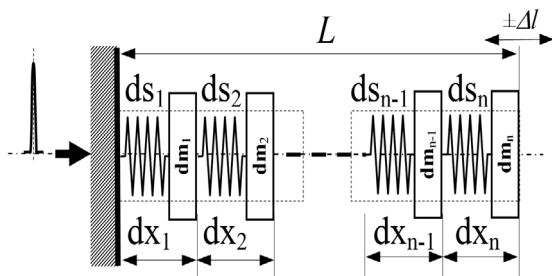 ±Δl
L
ds₁ ds₂ dsₙ₋₁ dsₙ
dm₁ dm₂ dmₙ₋₁ dmₙ
dx₁ dx₂ dxₙ₋₁ dxₙ